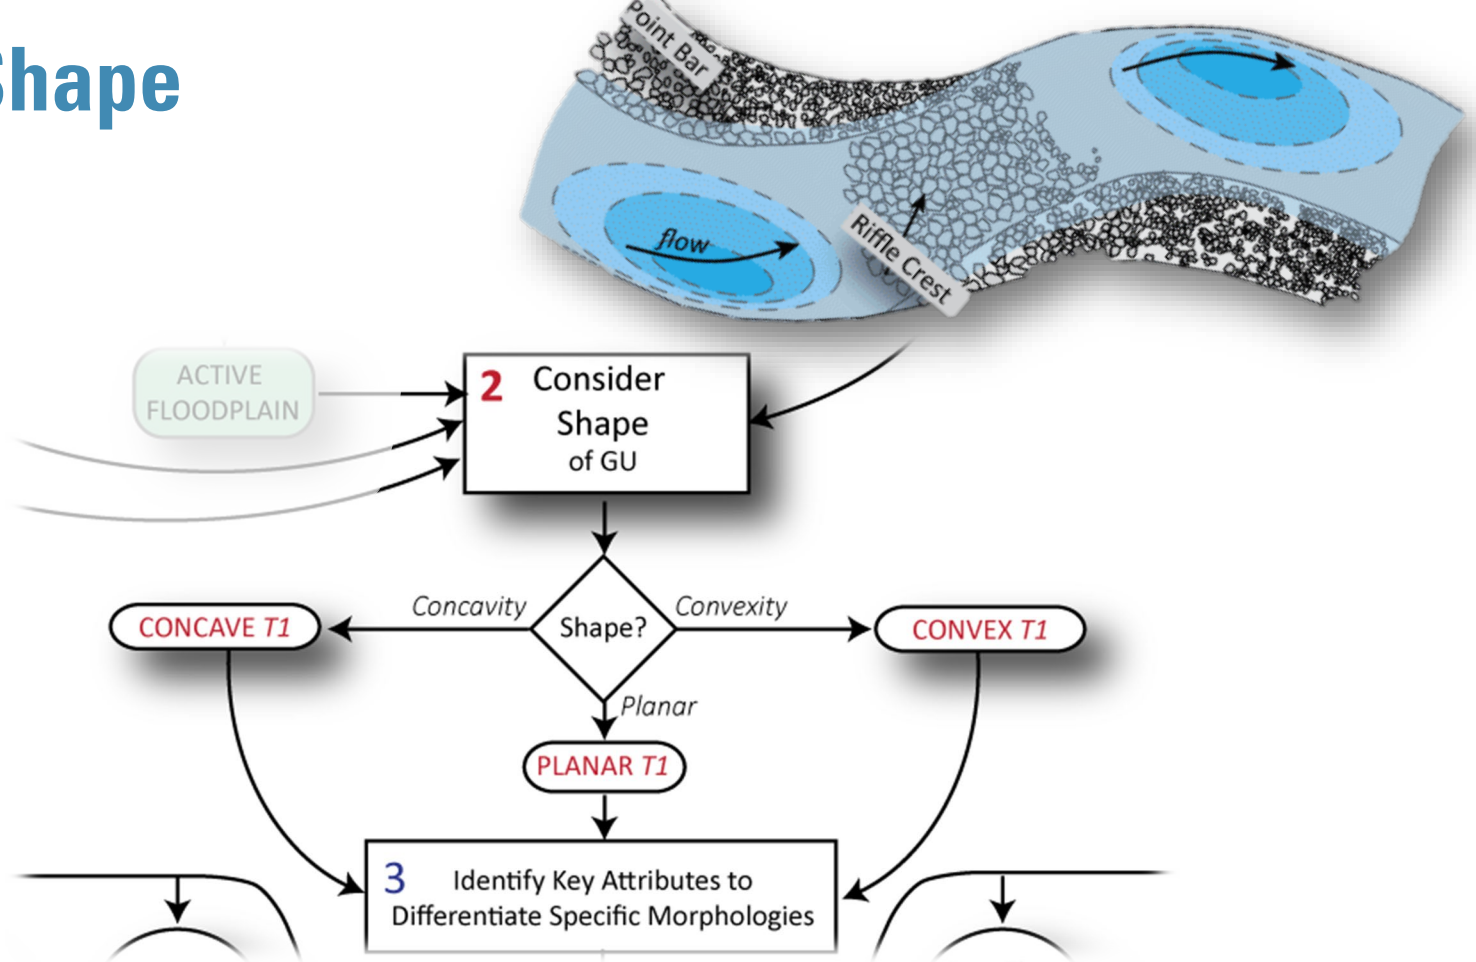 Shape
Point Bar
flow
Riffle Crest
ACTIVE
FLOODPLAIN
2 Consider
Shape
of GU
Concavity
Convexity
CONCAVE T1
Shape?
CONVEX T1
Planar
PLANAR T1
3 Identify Key Attributes to
Differentiate Specific Morphologies